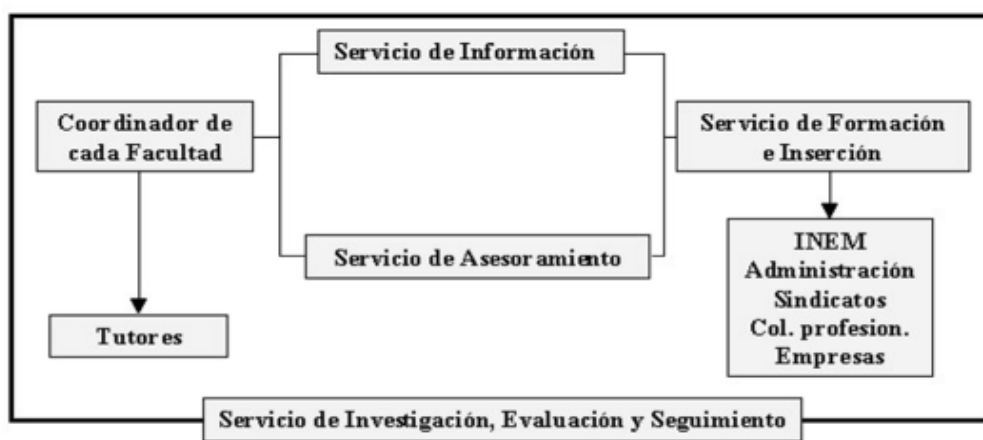 Servicio de Información
Coordinador de
cada Facultad
Servicio de Formación
e Inserción
Servicio de Asesoramiento
INEM
Administración
Sindicatos
Col. profesion.
Empresas
Tutores
Servicio de Investigación, Evaluación y Seguimiento